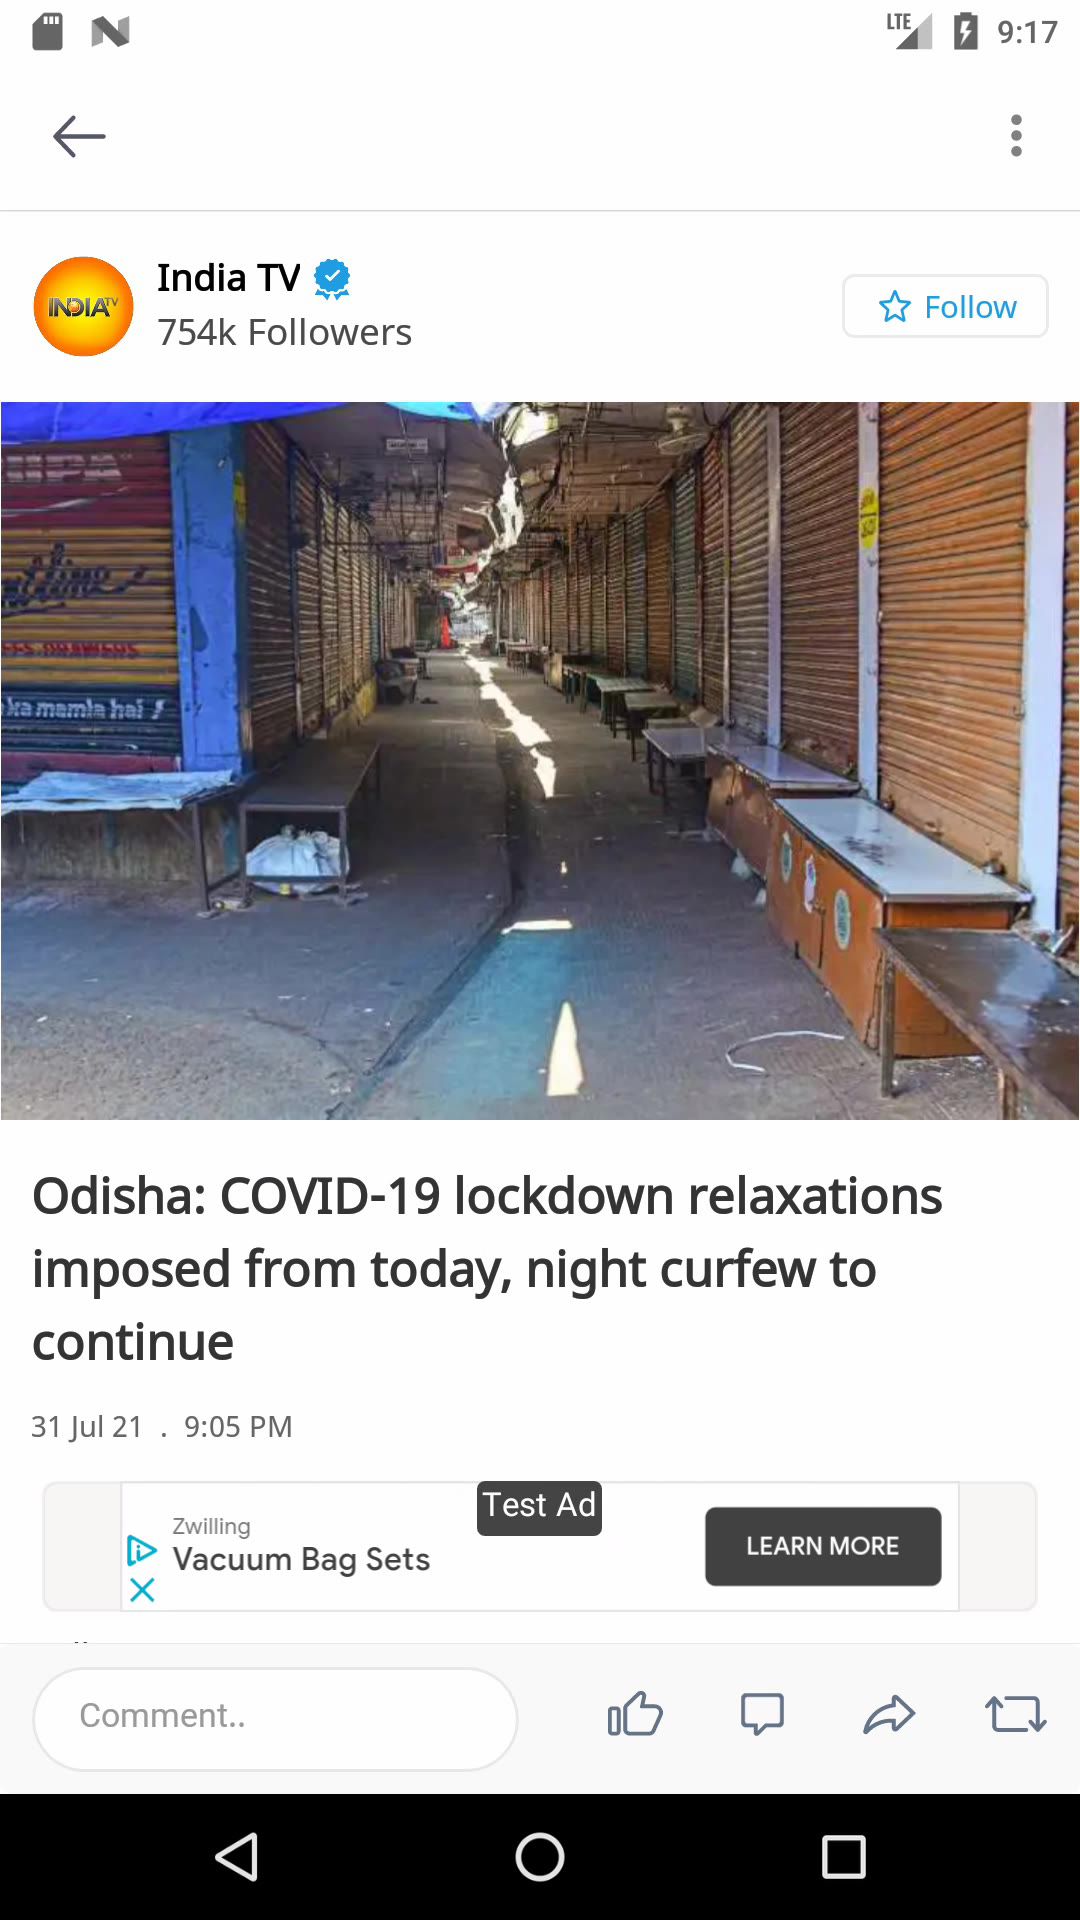 LTE 9:17
India TV
INDIA TV
754k Followers
Follow
ka mamla hai !
Odisha: COVID-19 lockdown relaxations
imposed from today, night curfew to
continue
31 Jul 21 . 9:05 PM
Test Ad
Zwilling
Vacuum Bag Sets
LEARN MORE
Comment..